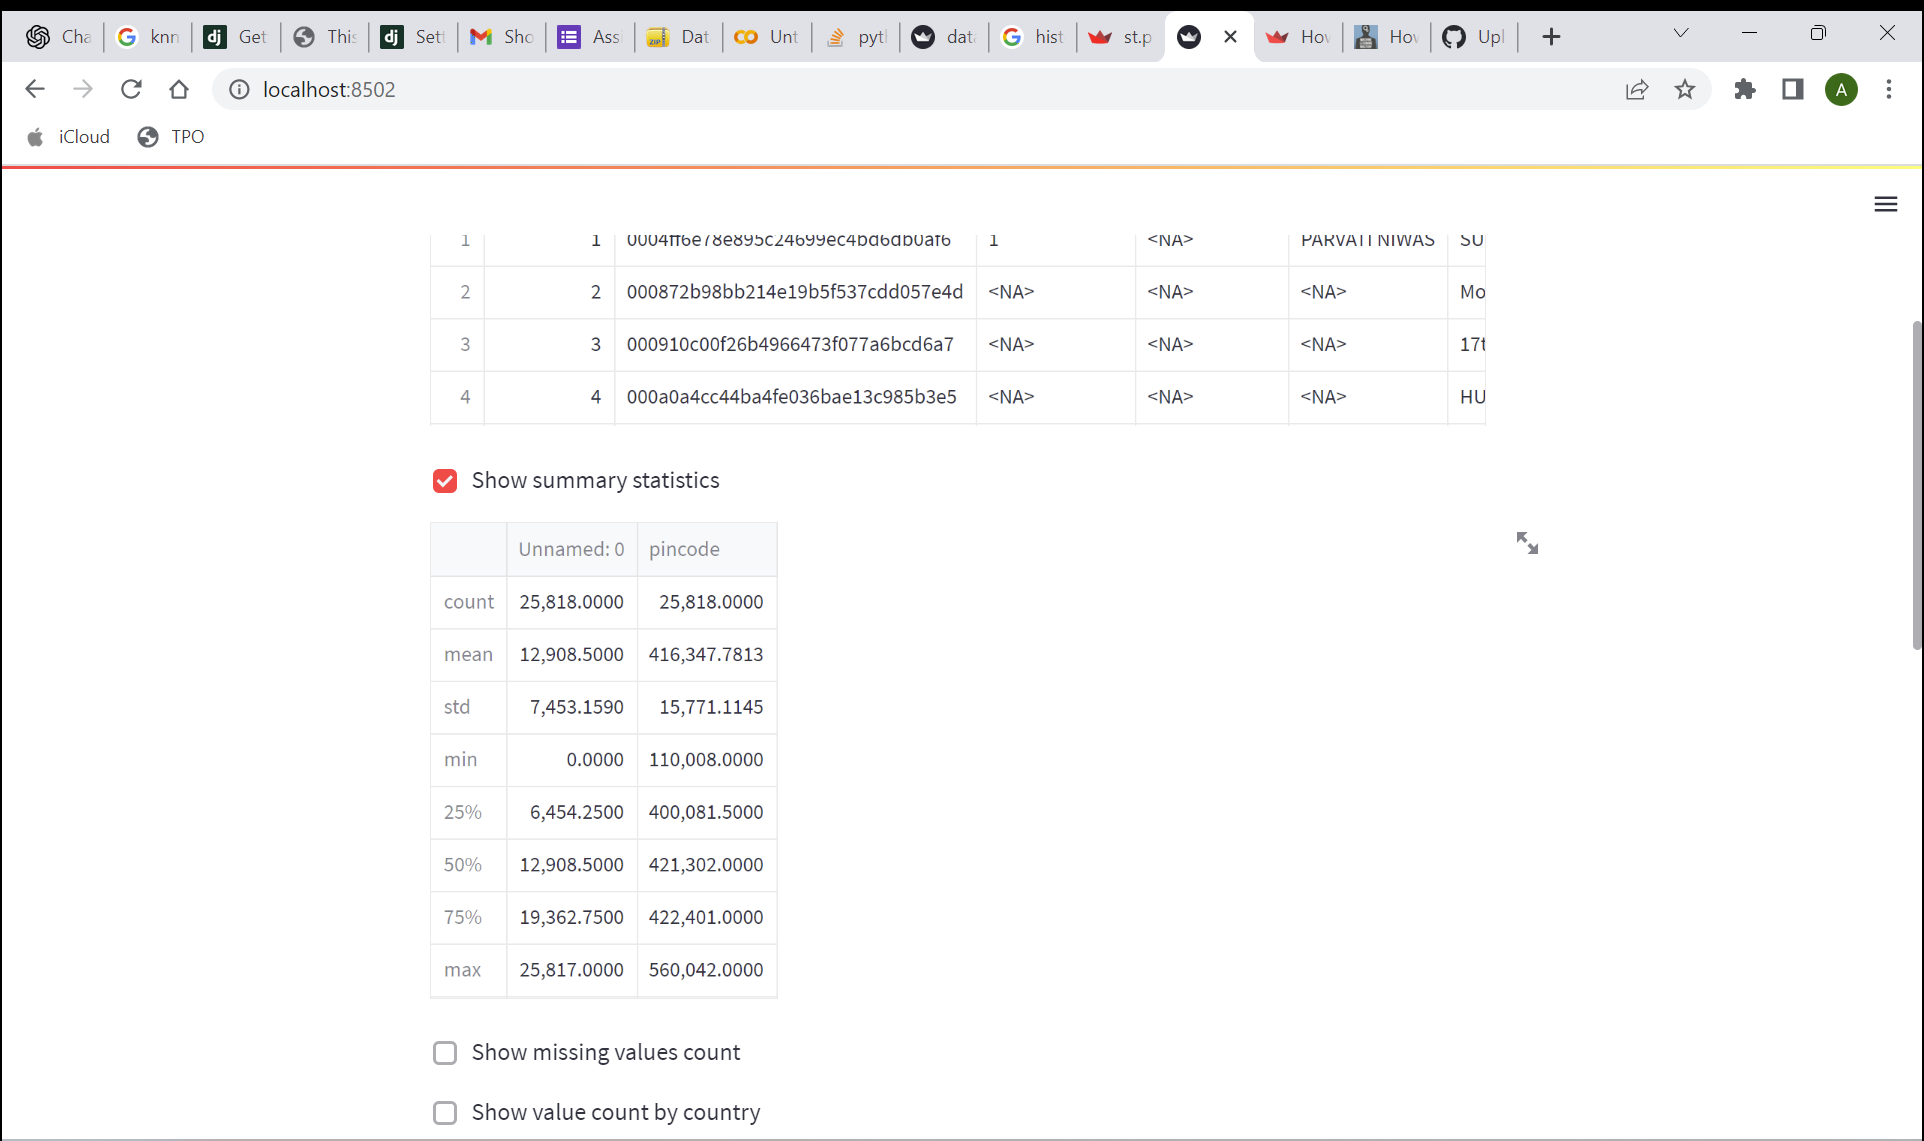 Cha knn Get This Sett Sho Assi Dat Unt pytl data hist st.p How How Upl
localhost:8502 A
iCloud TPO
1 1 0004ff6e78e895c24699ec4bd6db0af6 1 <NA> PARVATI NIWAS SU
2 2 000872b98bb214e19b5f537cdd057e4d <NA> <NA> <NA> Mo
3 3 000910c00f26b4966473f077a6bcd6a7 <NA> <NA> <NA> 17t
4 4 000a0a4cc44ba4fe036bae13c985b3e5 <NA> <NA> <NA> HU
Show summary statistics
Unnamed: 0 pincode
count 25,818.0000 25,818.0000
mean 12,908.5000 416,347.7813
std 7,453.1590 15,771.1145
min 0.0000 110,008.0000
25% 6,454.2500 400,081.5000
50% 12,908.5000 421,302.0000
75% 19,362.7500 422,401.0000
max 25,817.0000 560,042.0000
Show missing values count
Show value count by country